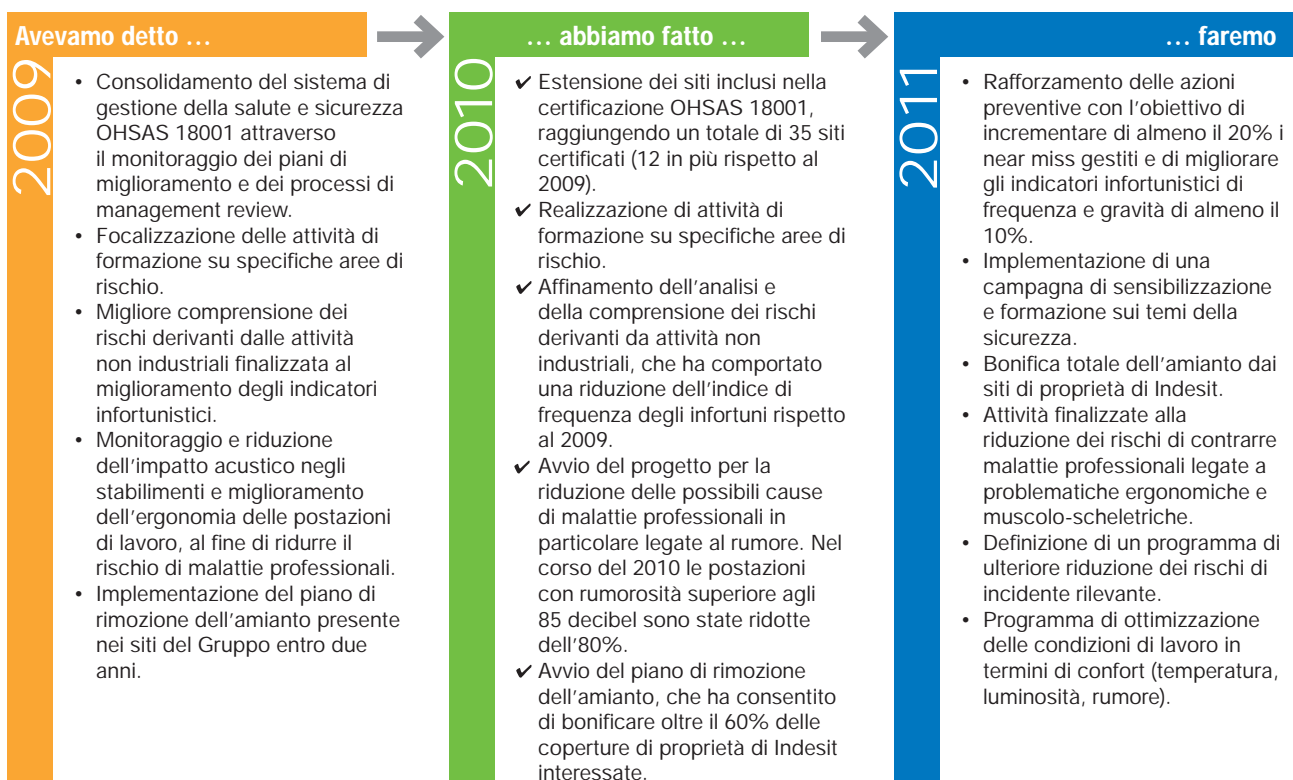 Avevamo detto …
2009
• Consolidamento del sistema di
gestione della salute e sicurezza
OHSAS 18001 attraverso
il monitoraggio dei piani di
miglioramento e dei processi di
management review.
• Focalizzazione delle attività di
formazione su specifiche aree di
rischio.
• Migliore comprensione dei
rischi derivanti dalle attività
non industriali finalizzata al
miglioramento degli indicatori
infortunistici.
• Monitoraggio e riduzione
dell'impatto acustico negli
stabilimenti e miglioramento
dell'ergonomia delle postazioni
di lavoro, al fine di ridurre il
rischio di malattie professionali.
• Implementazione del piano di
rimozione dell'amianto presente
nei siti del Gruppo entro due
anni.
… abbiamo fatto …
2010
✔ Estensione dei siti inclusi nella
certificazione OHSAS 18001,
raggiungendo un totale di 35 siti
certificati (12 in più rispetto al
2009).
✔ Realizzazione di attività di
formazione su specifiche aree di
rischio.
✔ Affinamento dell'analisi e
della comprensione dei rischi
derivanti da attività non
industriali, che ha comportato
una riduzione dell'indice di
frequenza degli infortuni rispetto
al 2009.
✔ Avvio del progetto per la
riduzione delle possibili cause
di malattie professionali in
particolare legate al rumore. Nel
corso del 2010 le postazioni
con rumorosità superiore agli
85 decibel sono state ridotte
dell'80%.
✔ Avvio del piano di rimozione
dell'amianto, che ha consentito
di bonificare oltre il 60% delle
coperture di proprietà di Indesit
interessate.
… faremo
2011
• Rafforzamento delle azioni
preventive con l'obiettivo di
incrementare di almeno il 20% i
near miss gestiti e di migliorare
gli indicatori infortunistici di
frequenza e gravità di almeno il
10%.
• Implementazione di una
campagna di sensibilizzazione
e formazione sui temi della
sicurezza.
• Bonifica totale dell'amianto dai
siti di proprietà di Indesit.
• Attività finalizzate alla
riduzione dei rischi di contrarre
malattie professionali legate a
problematiche ergonomiche e
muscolo-scheletriche.
• Definizione di un programma di
ulteriore riduzione dei rischi di
incidente rilevante.
• Programma di ottimizzazione
delle condizioni di lavoro in
termini di confort (temperatura,
luminosità, rumore).